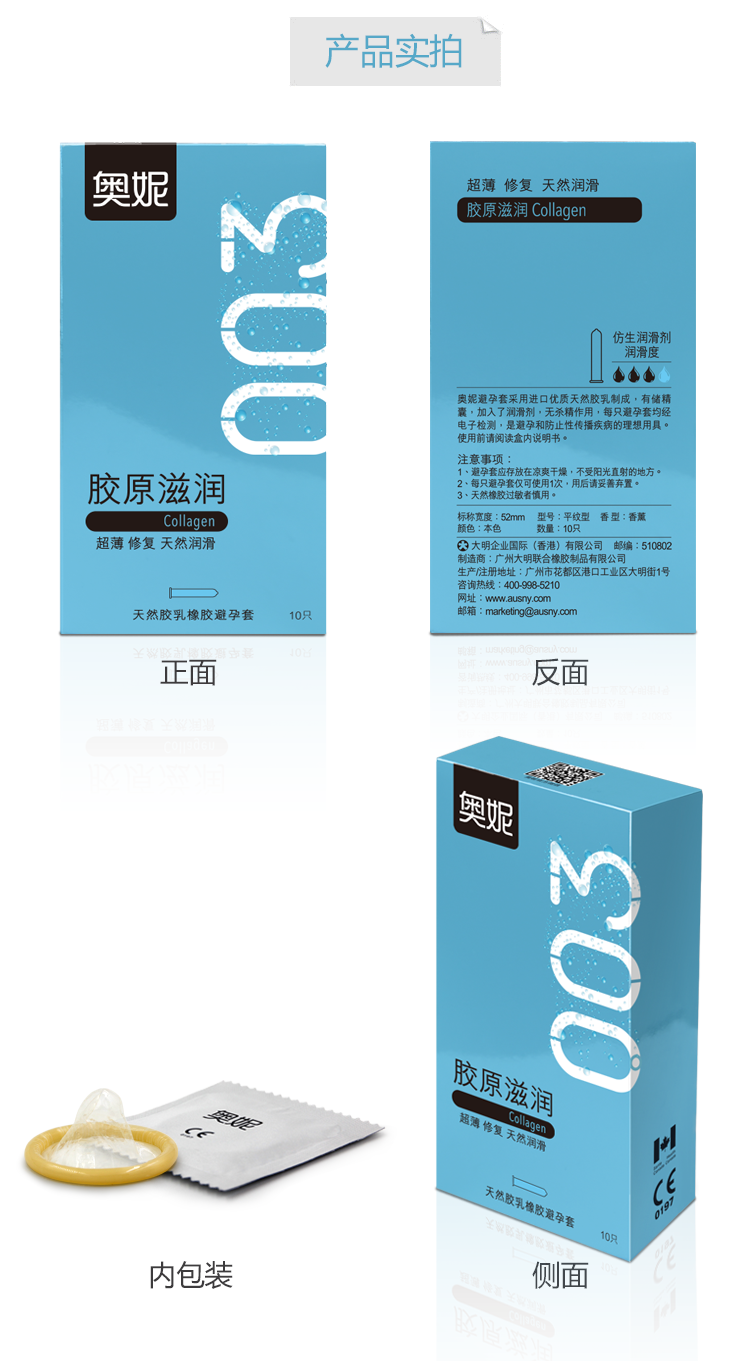 产品实拍
奥妮
0.03
胶原滋润
Collagen
超薄 修复 天然润滑
天然胶乳橡胶避孕套
10只
正面
超薄 修复 天然润滑
胶原滋润 Collagen
仿生润滑剂
润滑度
奥妮避孕套采用进口优质天然胶乳制成，有储精
囊，加入了润滑剂，无杀精作用，每只避孕套均经
电子检测，是避孕和防止性传播疾病的理想用具。
使用前请阅读盒内说明书。
注意事项：
1、避孕套应存放在凉爽干燥，不受阳光直射的地方。
2、每只避孕套仅可使用1次，用后请妥善弃置。
3、天然橡胶过敏者慎用。
标称宽度：52mm 型号：平纹型 香 型：香薰
颜色：本色 数量：10只
大明企业国际（香港）有限公司 邮编：510802
制造商：广州大明联合橡胶制品有限公司
生产/注册地址：广州市花都区港口工业区大明街1号
咨询热线：400-998-5210
网址：www.ausny.com
邮箱：marketing@ausny.com
反面
奥妮
CE
内包装
奥妮
0.03
胶原滋润
Collagen
超薄 修复 天然润滑
天然胶乳橡胶避孕套
10只
CE
0197
侧面